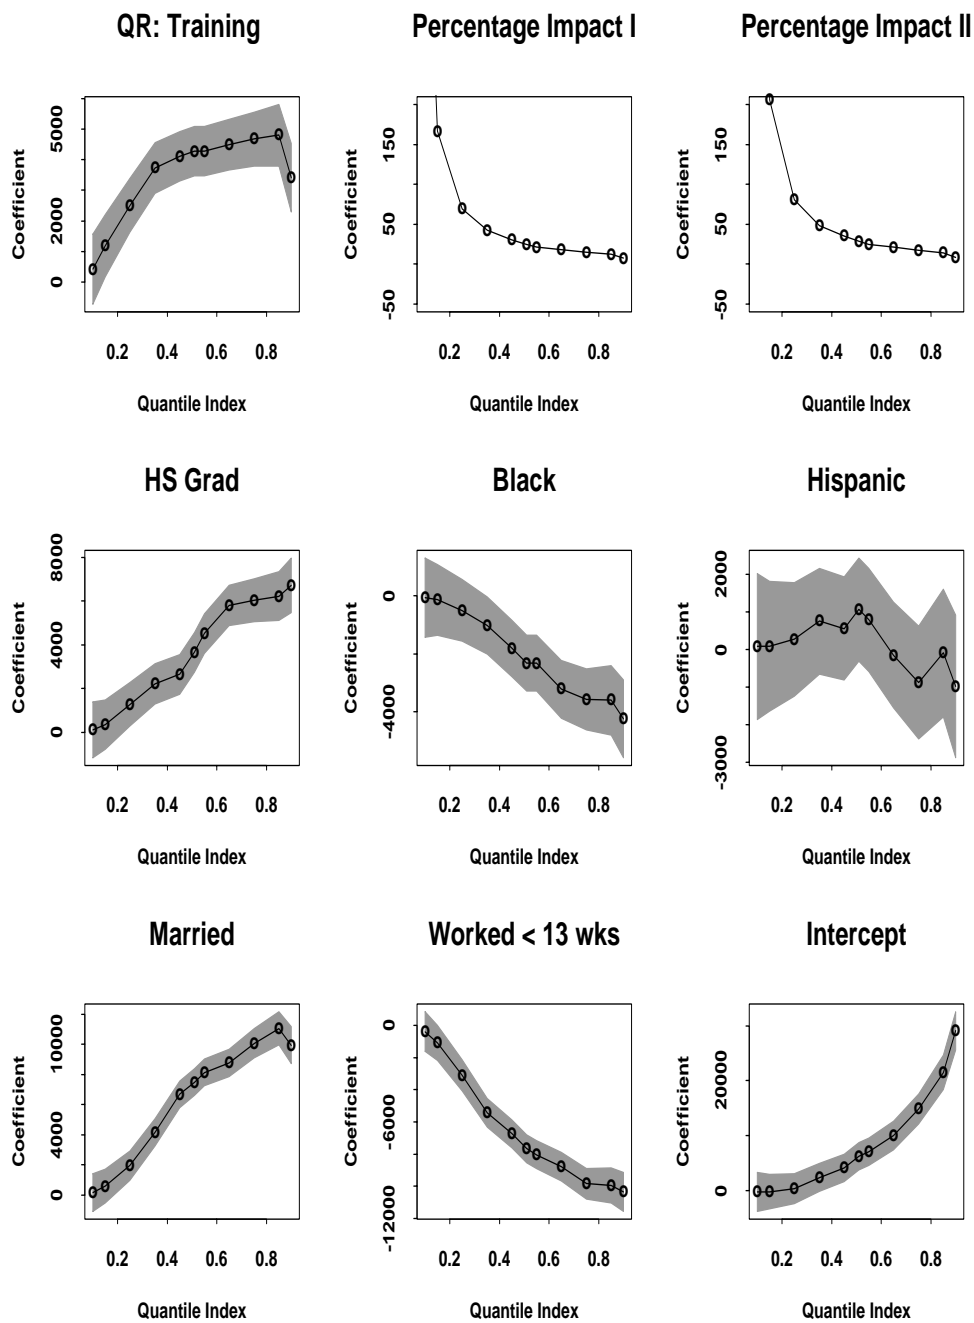 QR: Training
Coefficient
5000
2000
0
0.2 0.4 0.6 0.8
Quantile Index
Percentage Impact I
Coefficient
150
50
-50
0.2 0.4 0.6 0.8
Quantile Index
Percentage Impact II
Coefficient
150
50
-50
0.2 0.4 0.6 0.8
Quantile Index
HS Grad
Coefficient
8000
4000
0
0.2 0.4 0.6 0.8
Quantile Index
Black
Coefficient
0
-4000
0.2 0.4 0.6 0.8
Quantile Index
Hispanic
Coefficient
2000
0
-3000
0.2 0.4 0.6 0.8
Quantile Index
Married
Coefficient
10000
4000
0
0.2 0.4 0.6 0.8
Quantile Index
Worked < 13 wks
Coefficient
0
-6000
-12000
0.2 0.4 0.6 0.8
Quantile Index
Intercept
Coefficient
20000
0
0.2 0.4 0.6 0.8
Quantile Index